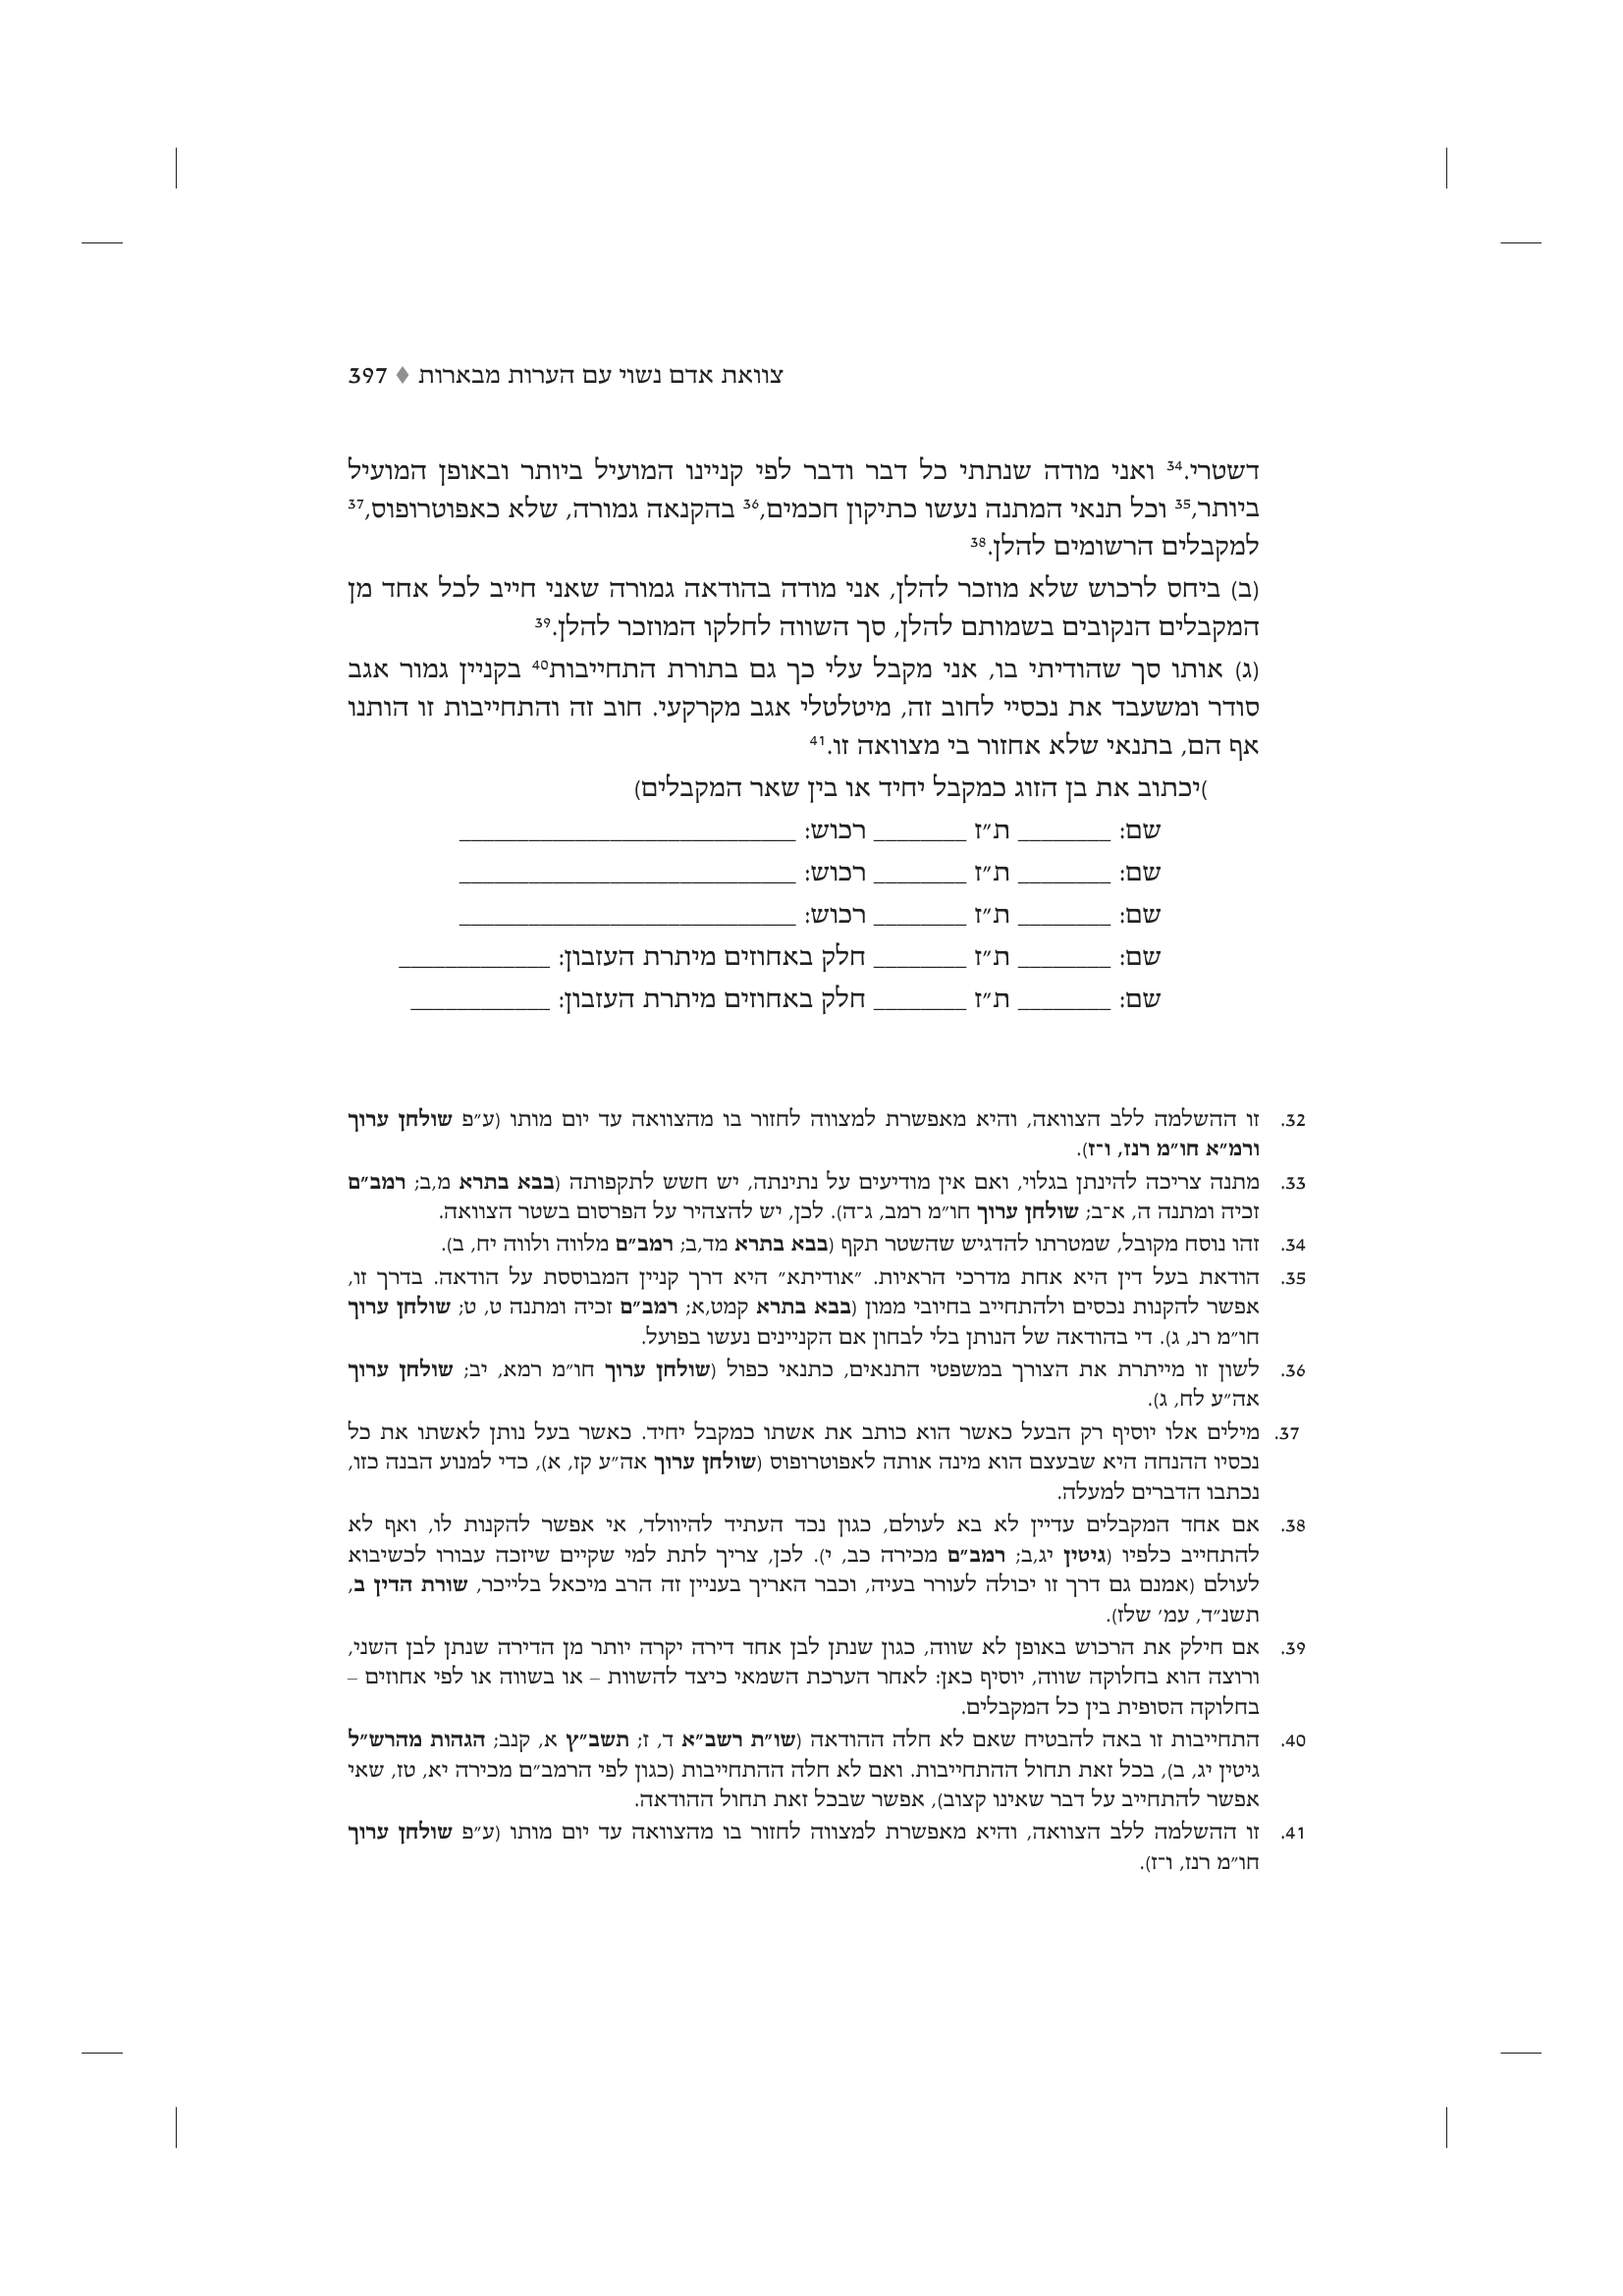 צוואת אדם נשוי עם הערות מבארות ♦ 397
דשטרי.34 ואני מודה שנתתי כל דבר ודבר לפי קניינו המועיל ביותר ובאופן המועיל
ביותר,35 וכל תנאי המתנה נעשו כתיקון חכמים,36 בהקנאה גמורה, שלא כאפוטרופוס,37
למקבלים הרשומים להלן.38
(ב) ביחס לרכוש שלא מוזכר להלן, אני מודה בהודאה גמורה שאני חייב לכל אחד מן
המקבלים הנקובים בשמותם להלן, סך השווה לחלקו המוזכר להלן.39
(ג) אותו סך שהודיתי בו, אני מקבל עלי כך גם בתורת התחייבות40 בקניין גמור אגב
סודר ומשעבד את נכסיי לחוב זה, מיטלטלי אגב מקרקעי. חוב זה והתחייבות זו הותנו
אף הם, בתנאי שלא אחזור בי מצוואה זו.41
)יכתוב את בן הזוג כמקבל יחיד או בין שאר המקבלים)
שם: ________ ת״ז ________ רכוש: _____________________________
שם: ________ ת״ז ________ רכוש: _____________________________
שם: ________ ת״ז ________ רכוש: _____________________________
שם: ________ ת״ז ________ חלק באחוזים מיתרת העזבון: _____________
שם: ________ ת״ז ________ חלק באחוזים מיתרת העזבון: ____________
32. זו ההשלמה ללב הצוואה, והיא מאפשרת למצווה לחזור בו מהצוואה עד יום מותו (ע״פ שולחן ערוך
ורמ״א חו״מ רנז, ו־ז).
33. מתנה צריכה להינתן בגלוי, ואם אין מודיעים על נתינתה, יש חשש לתקפותה (בבא בתרא מ,ב; רמב״ם
זכיה ומתנה ה, א־ב; שולחן ערוך חו״מ רמב, ג־ה). לכן, יש להצהיר על הפרסום בשטר הצוואה.
34. זהו נוסח מקובל, שמטרתו להדגיש שהשטר תקף (בבא בתרא מד,ב; רמב״ם מלווה ולווה יח, ב).
35. הודאת בעל דין היא אחת מדרכי הראיות. ״אודיתא״ היא דרך קניין המבוססת על הודאה. בדרך זו,
אפשר להקנות נכסים ולהתחייב בחיובי ממון (בבא בתרא קמט,א; רמב״ם זכיה ומתנה ט, ט; שולחן ערוך
חו״מ רנ, ג). די בהודאה של הנותן בלי לבחון אם הקניינים נעשו בפועל.
36. לשון זו מייתרת את הצורך במשפטי התנאים, כתנאי כפול (שולחן ערוך חו״מ רמא, יב; שולחן ערוך
אה״ע לח, ג).
37. מילים אלו יוסיף רק הבעל כאשר הוא כותב את אשתו כמקבל יחיד. כאשר בעל נותן לאשתו את כל
נכסיו ההנחה היא שבעצם הוא מינה אותה לאפוטרופוס (שולחן ערוך אה״ע קז, א), כדי למנוע הבנה כזו,
נכתבו הדברים למעלה.
38. אם אחד המקבלים עדיין לא בא לעולם, כגון נכד העתיד להיוולד, אי אפשר להקנות לו, ואף לא
להתחייב כלפיו (גיטין יג,ב; רמב״ם מכירה כב, י). לכן, צריך לתת למי שקיים שיזכה עבורו לכשיבוא
לעולם (אמנם גם דרך זו יכולה לעורר בעיה, וכבר האריך בעניין זה הרב מיכאל בלייכר, שורת הדין ב,
תשנ״ד, עמ׳ שלז).
39. אם חילק את הרכוש באופן לא שווה, כגון שנתן לבן אחד דירה יקרה יותר מן הדירה שנתן לבן השני,
ורוצה הוא בחלוקה שווה, יוסיף כאן: לאחר הערכת השמאי כיצד להשוות – או בשווה או לפי אחוזים –
בחלוקה הסופית בין כל המקבלים.
40. התחייבות זו באה להבטיח שאם לא חלה ההודאה (שו״ת רשב״א ד, ז; תשב״ץ א, קנב; הגהות מהרש״ל
גיטין יג, ב), בכל זאת תחול ההתחייבות. ואם לא חלה ההתחייבות (כגון לפי הרמב״ם מכירה יא, טז, שאי
אפשר להתחייב על דבר שאינו קצוב), אפשר שבכל זאת תחול ההודאה.
41. זו ההשלמה ללב הצוואה, והיא מאפשרת למצווה לחזור בו מהצוואה עד יום מותו (ע״פ שולחן ערוך
חו״מ רנז, ו־ז).